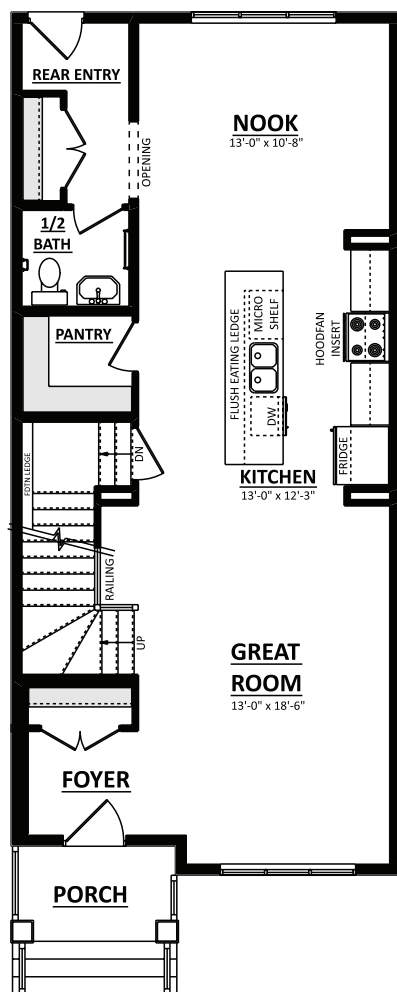 REAR ENTRY
NOOK
13'-0" x 10'-8"
OPENING
1/2
BATH
PANTRY
FLUSH EATING LEDGE
MICRO
SHELF
HOODFAN
INSERT
DW
FRIDGE
KITCHEN
13'-0" x 12'-3"
FDTN LEDGE
DN
RAILING
UP
GREAT
ROOM
13'-0" x 18'-6"
FOYER
PORCH